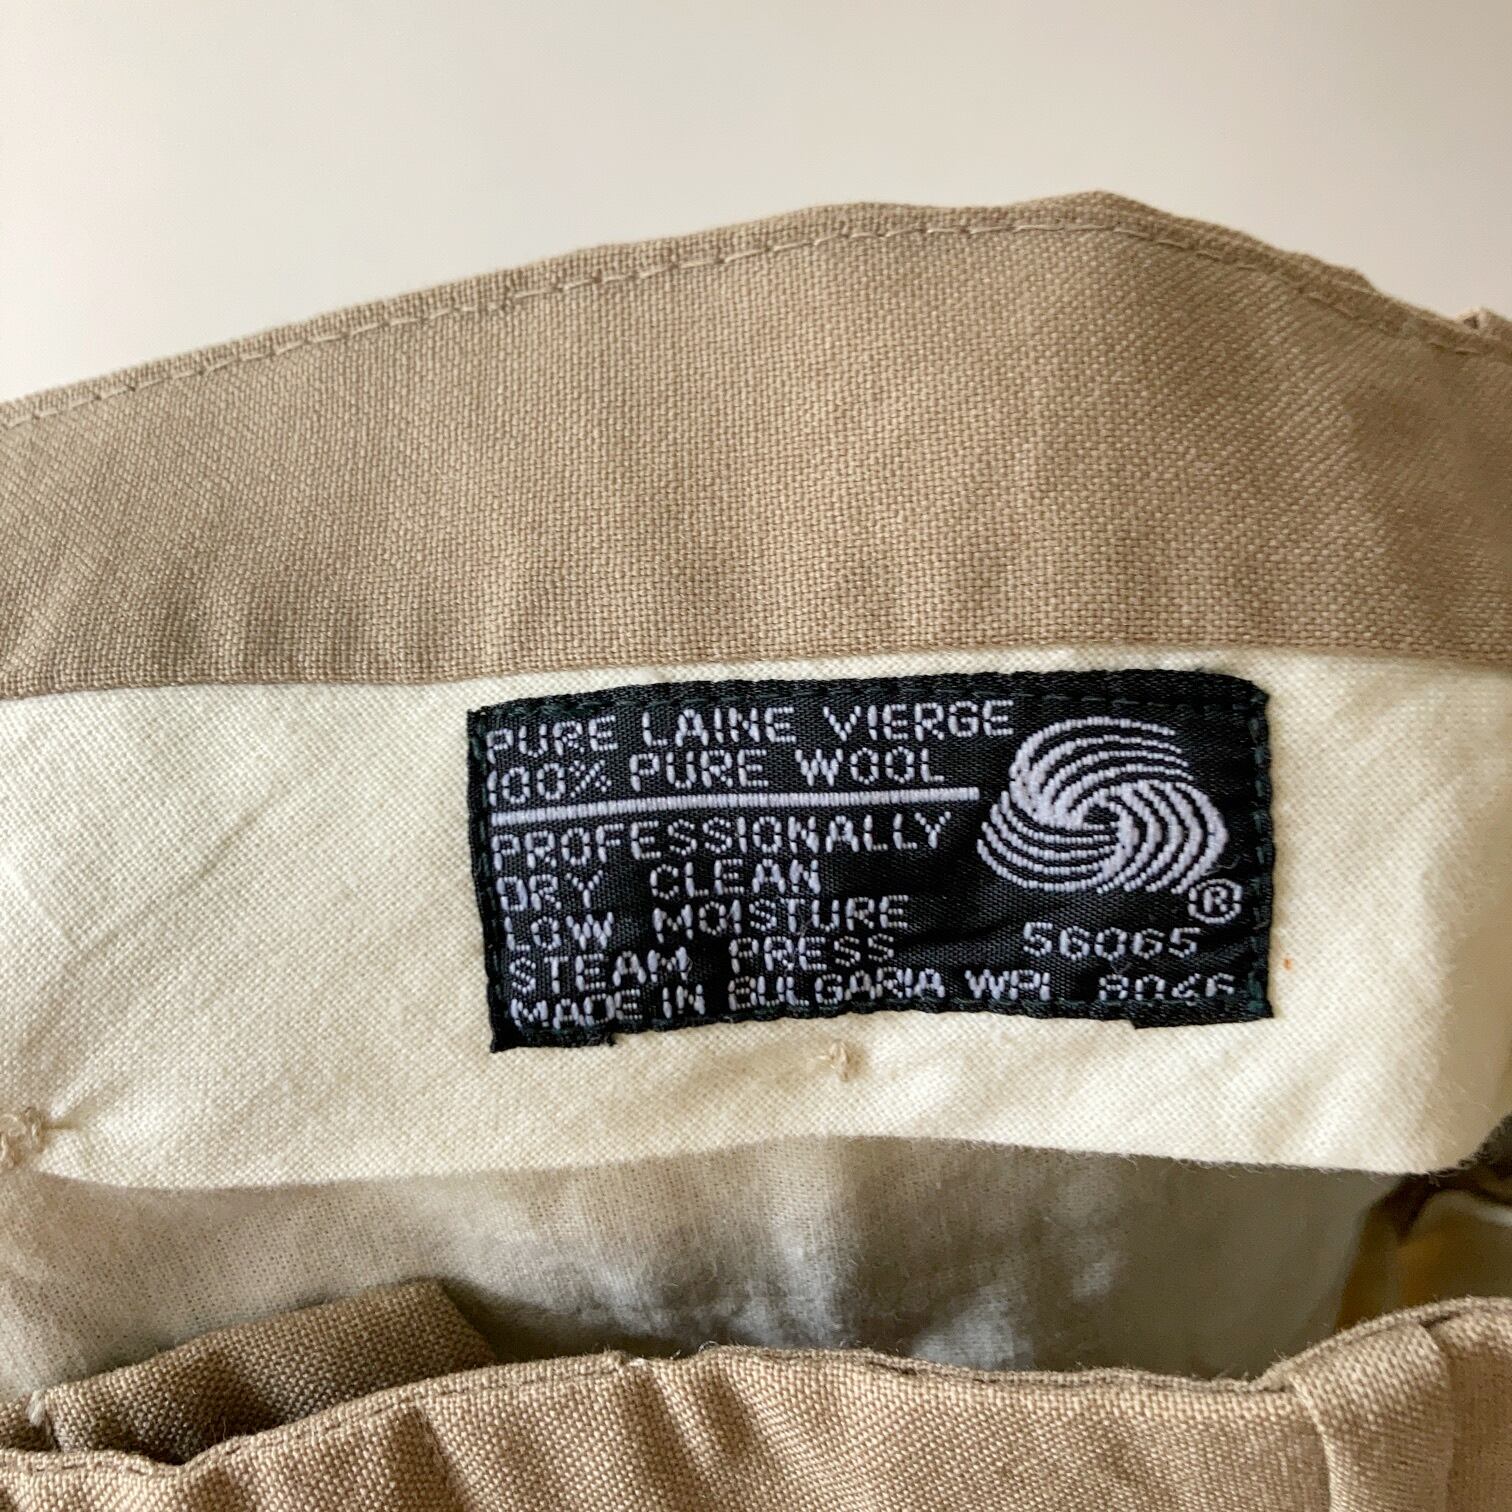 PURE LAINE VIERGE
100% PURE WOOL
PROFESSIONALLY
DRY CLEAN
LOW MOISTURE
STEAM PRESS 56065
MADE IN BULGARIA WPL 8046
®